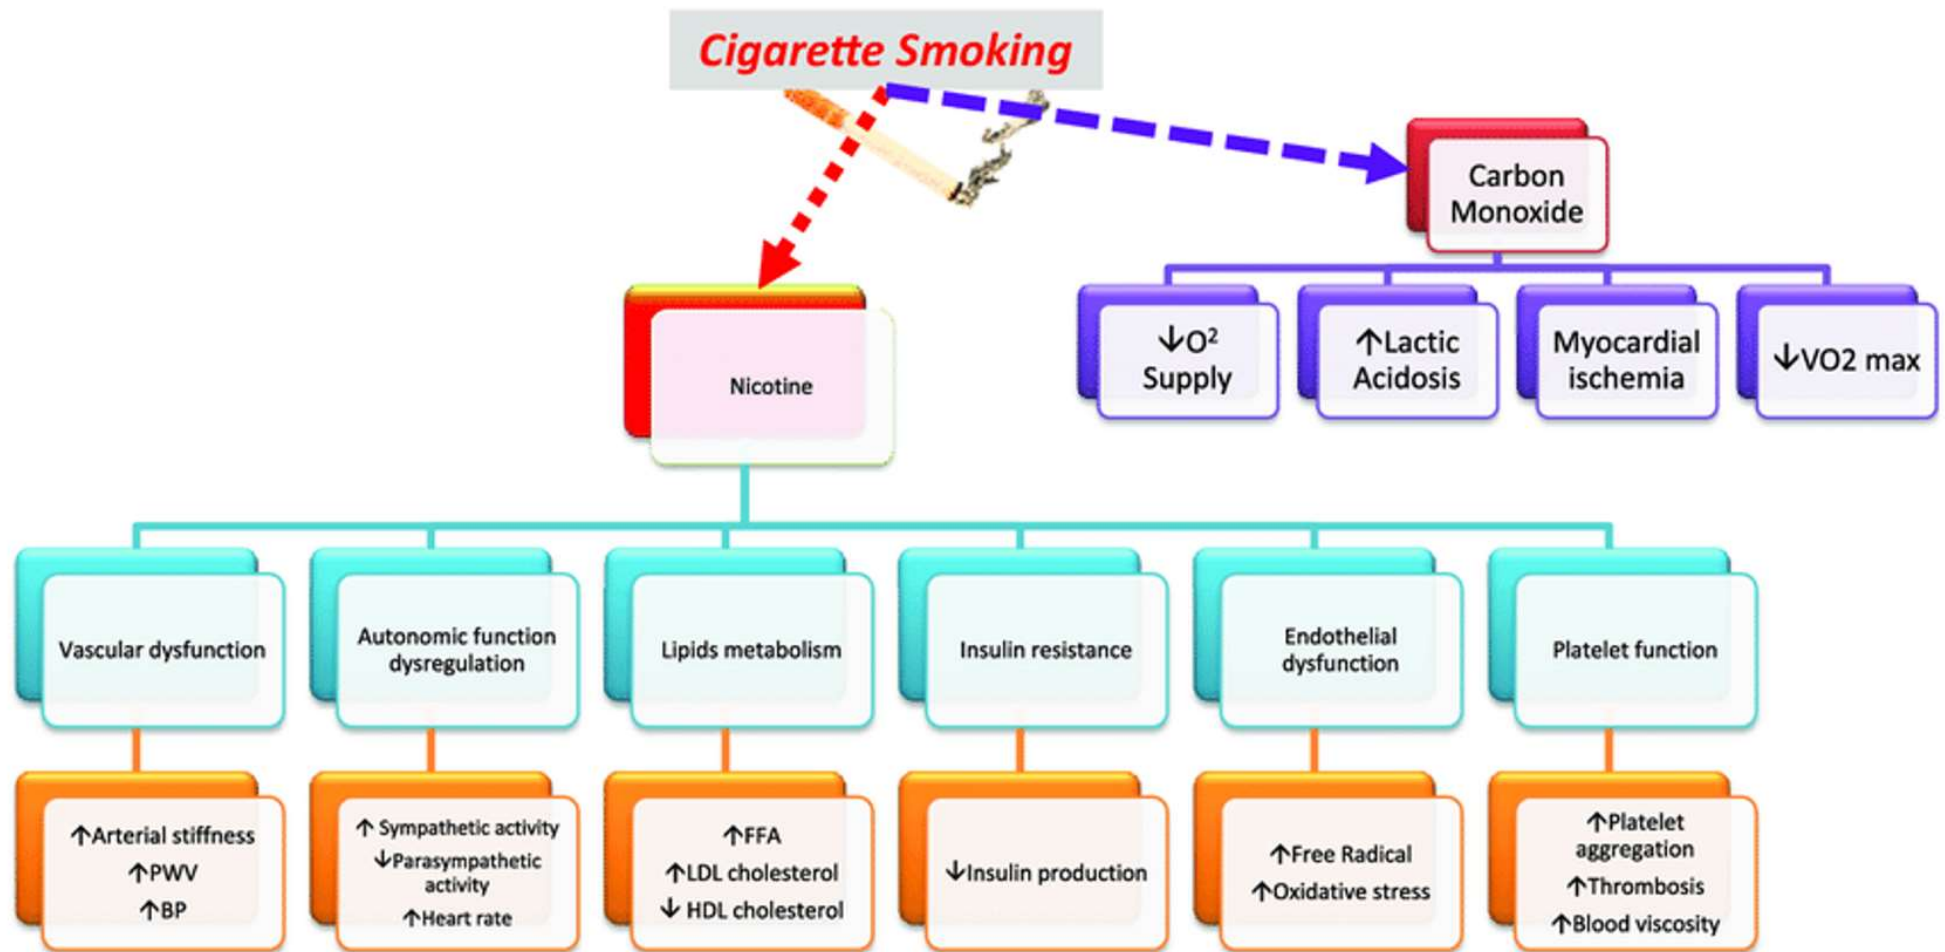 Cigarette Smoking
Carbon
Monoxide
↓O²
Supply
↑Lactic
Acidosis
Myocardial
ischemia
↓VO2 max
Nicotine
Vascular dysfunction
Autonomic function
dysregulation
Lipids metabolism
Insulin resistance
Endothelial
dysfunction
Platelet function
↑Arterial stiffness
↑PWV
↑BP
↑ Sympathetic activity
↓Parasympathetic
activity
↑Heart rate
↑FFA
↑LDL cholesterol
↓ HDL cholesterol
↓Insulin production
↑Free Radical
↑Oxidative stress
↑Platelet
aggregation
↑Thrombosis
↑Blood viscosity